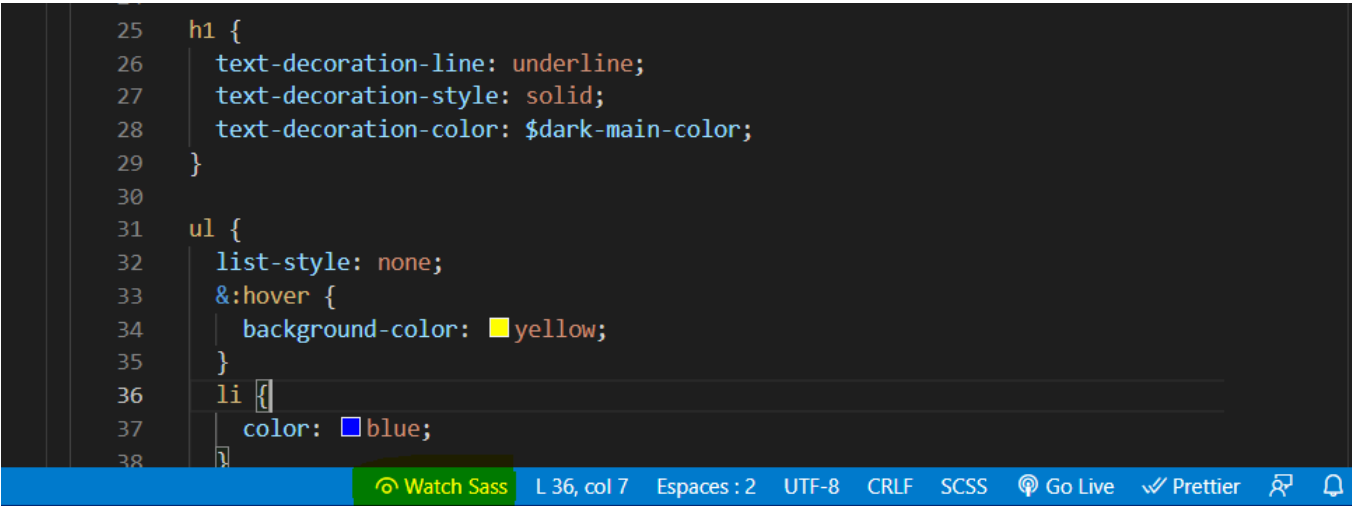 25 h1 {
26 text-decoration-line: underline;
27 text-decoration-style: solid;
28 text-decoration-color: $dark-main-color;
29 }
30
31 ul {
32 list-style: none;
33 &:hover {
34 background-color: yellow;
35 }
36 li {
37 color: blue;
38 }
Watch Sass L 36, col 7 Espaces : 2 UTF-8 CRLF SCSS Go Live Prettier